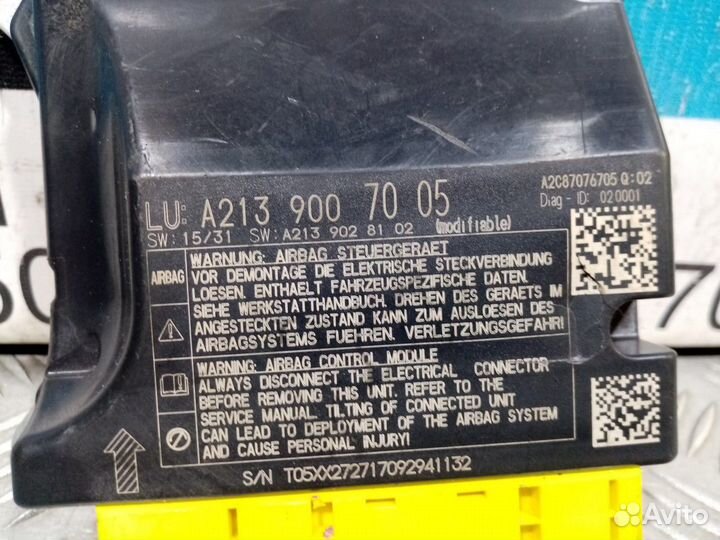 A2C87076705 Q:02
Diag-ID: 020001
LU: A213 900 70 05
SW: 15/31 SW: A213 902 81 02 (modifiable)
AIRBAG
WARNUNG: AIRBAG STEUERGERAET
VOR DEMONTAGE DIE ELEKTRISCHE STECKVERBINDUNG
LOESEN. ENTHAELT FAHRZEUGSPEZIFISCHE DATEN.
SIEHE WERKSTATTHANDBUCH. DREHEN DES GERAETS IM
ANGESTECKTEN ZUSTAND KANN ZUM AUSLOESEN DES
AIRBAGSYSTEMS FUEHREN. VERLETZUNGSGEFAHR!
WARNING: AIRBAG CONTROL MODULE
ALWAYS DISCONNECT THE ELECTRICAL CONNECTOR
BEFORE REMOVING THIS UNIT. REFER TO THE
SERVICE MANUAL. TILTING OF CONNECTED UNIT
CAN LEAD TO DEPLOYMENT OF THE AIRBAG SYSTEM
AND CAUSE PERSONAL INJURY!
S/N T05XX272717092941132
Avito